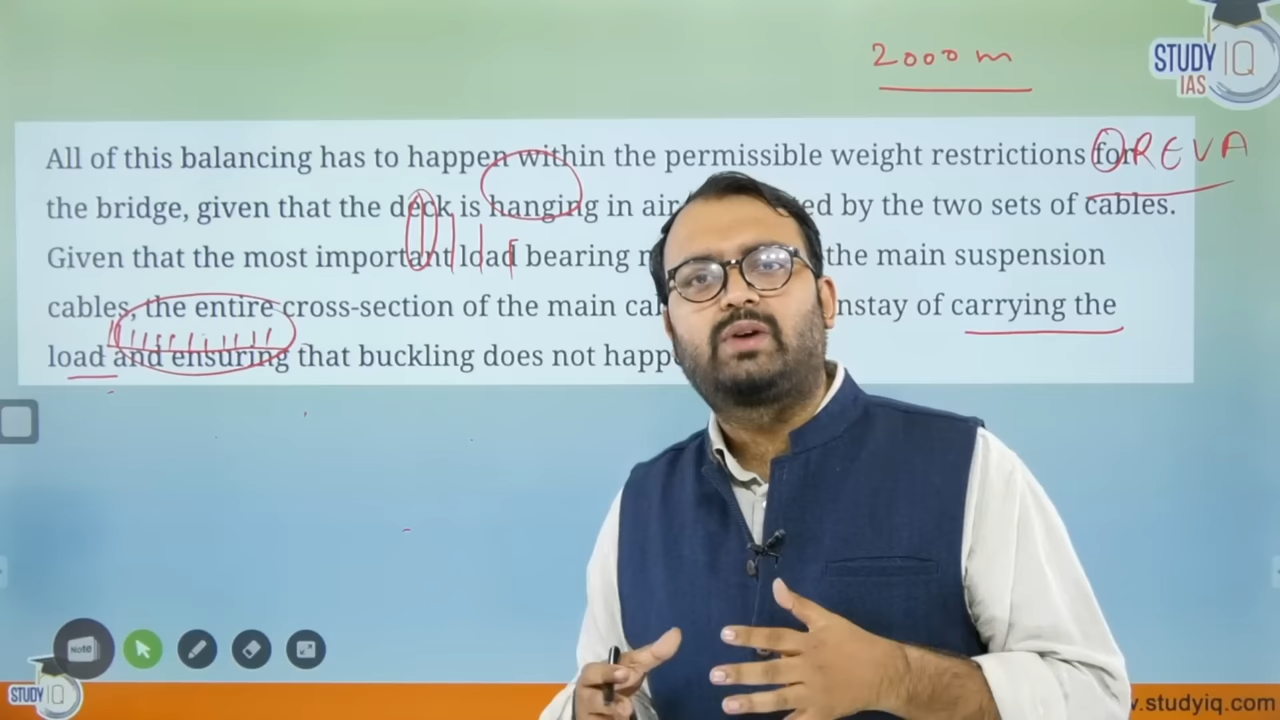 2000 m
STUDY IQ
IAS
All of this balancing has to happen within the permissible weight restrictions for
OREVA
the bridge, given that the deck is hanging in air ed by the two sets of cables.
Given that the most important load bearing the main suspension
cables, the entire cross-section of the main nstay of carrying the
load and ensuring that buckling does not
Note
STUDY IQ
.studyiq.com